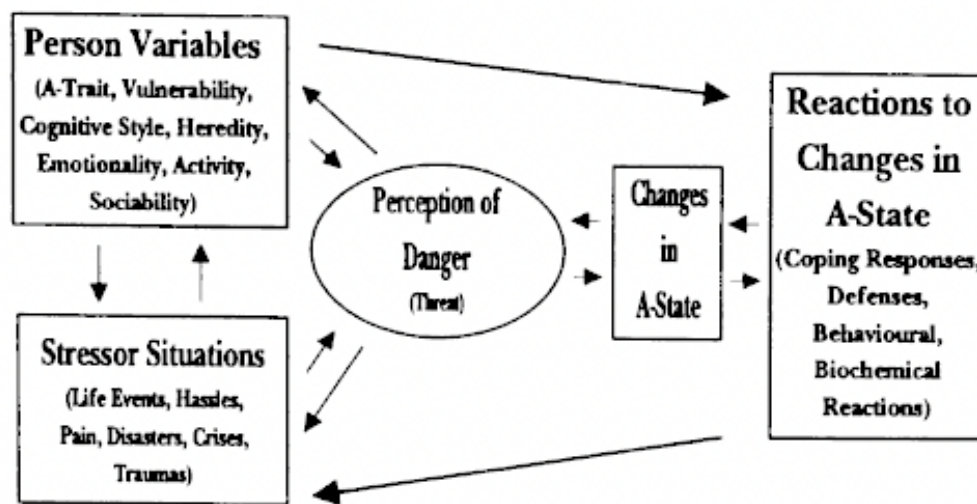 Person Variables
(A-Trait, Vulnerability,
Cognitive Style, Heredity,
Emotionality, Activity,
Sociability)
Stressor Situations
(Life Events, Hassles,
Pain, Disasters, Crises,
Traumas)
Perception of
Danger
(Threat)
Changes
in
A-State
Reactions to
Changes in
A-State
(Coping Responses,
Defenses,
Behavioural,
Biochemical
Reactions)